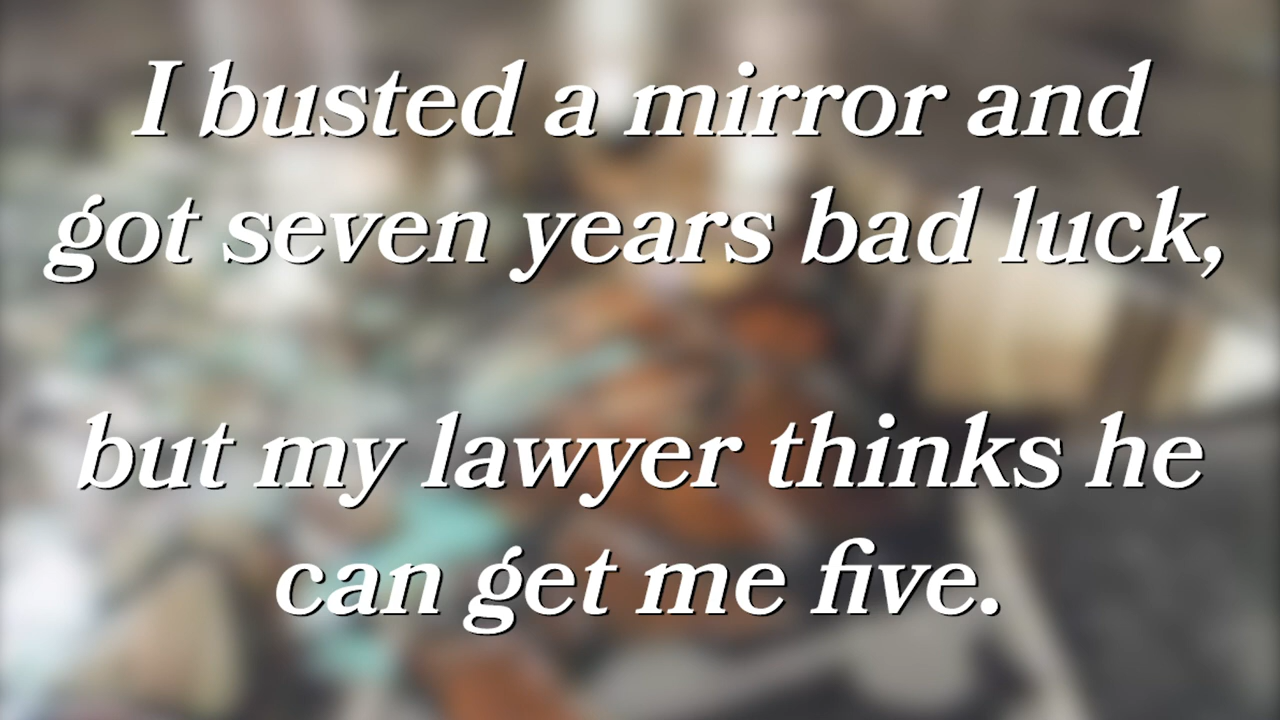 I busted a mirror and
got seven years bad luck,
but my lawyer thinks he
can get me five.